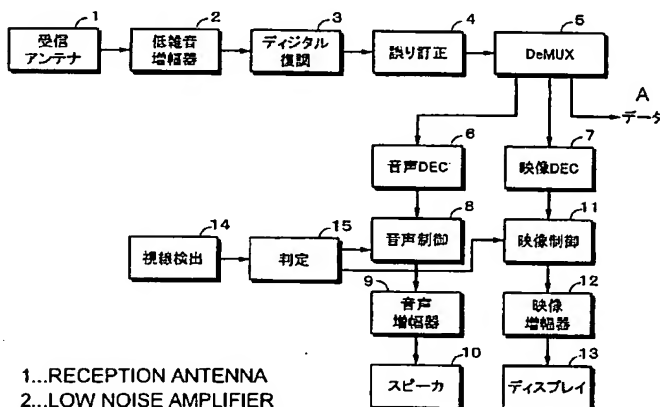 1
受信
アンテナ
2
低雑音
増幅器
3
ディジタル
復調
4
誤り訂正
5
DeMUX
A
データ
6
音声DEC
7
映像DEC
14
視線検出
15
判定
8
音声制御
11
映像制御
9
音声
増幅器
12
映像
増幅器
10
スピーカ
13
ディスプレイ
1...RECEPTION ANTENNA
2...LOW NOISE AMPLIFIER